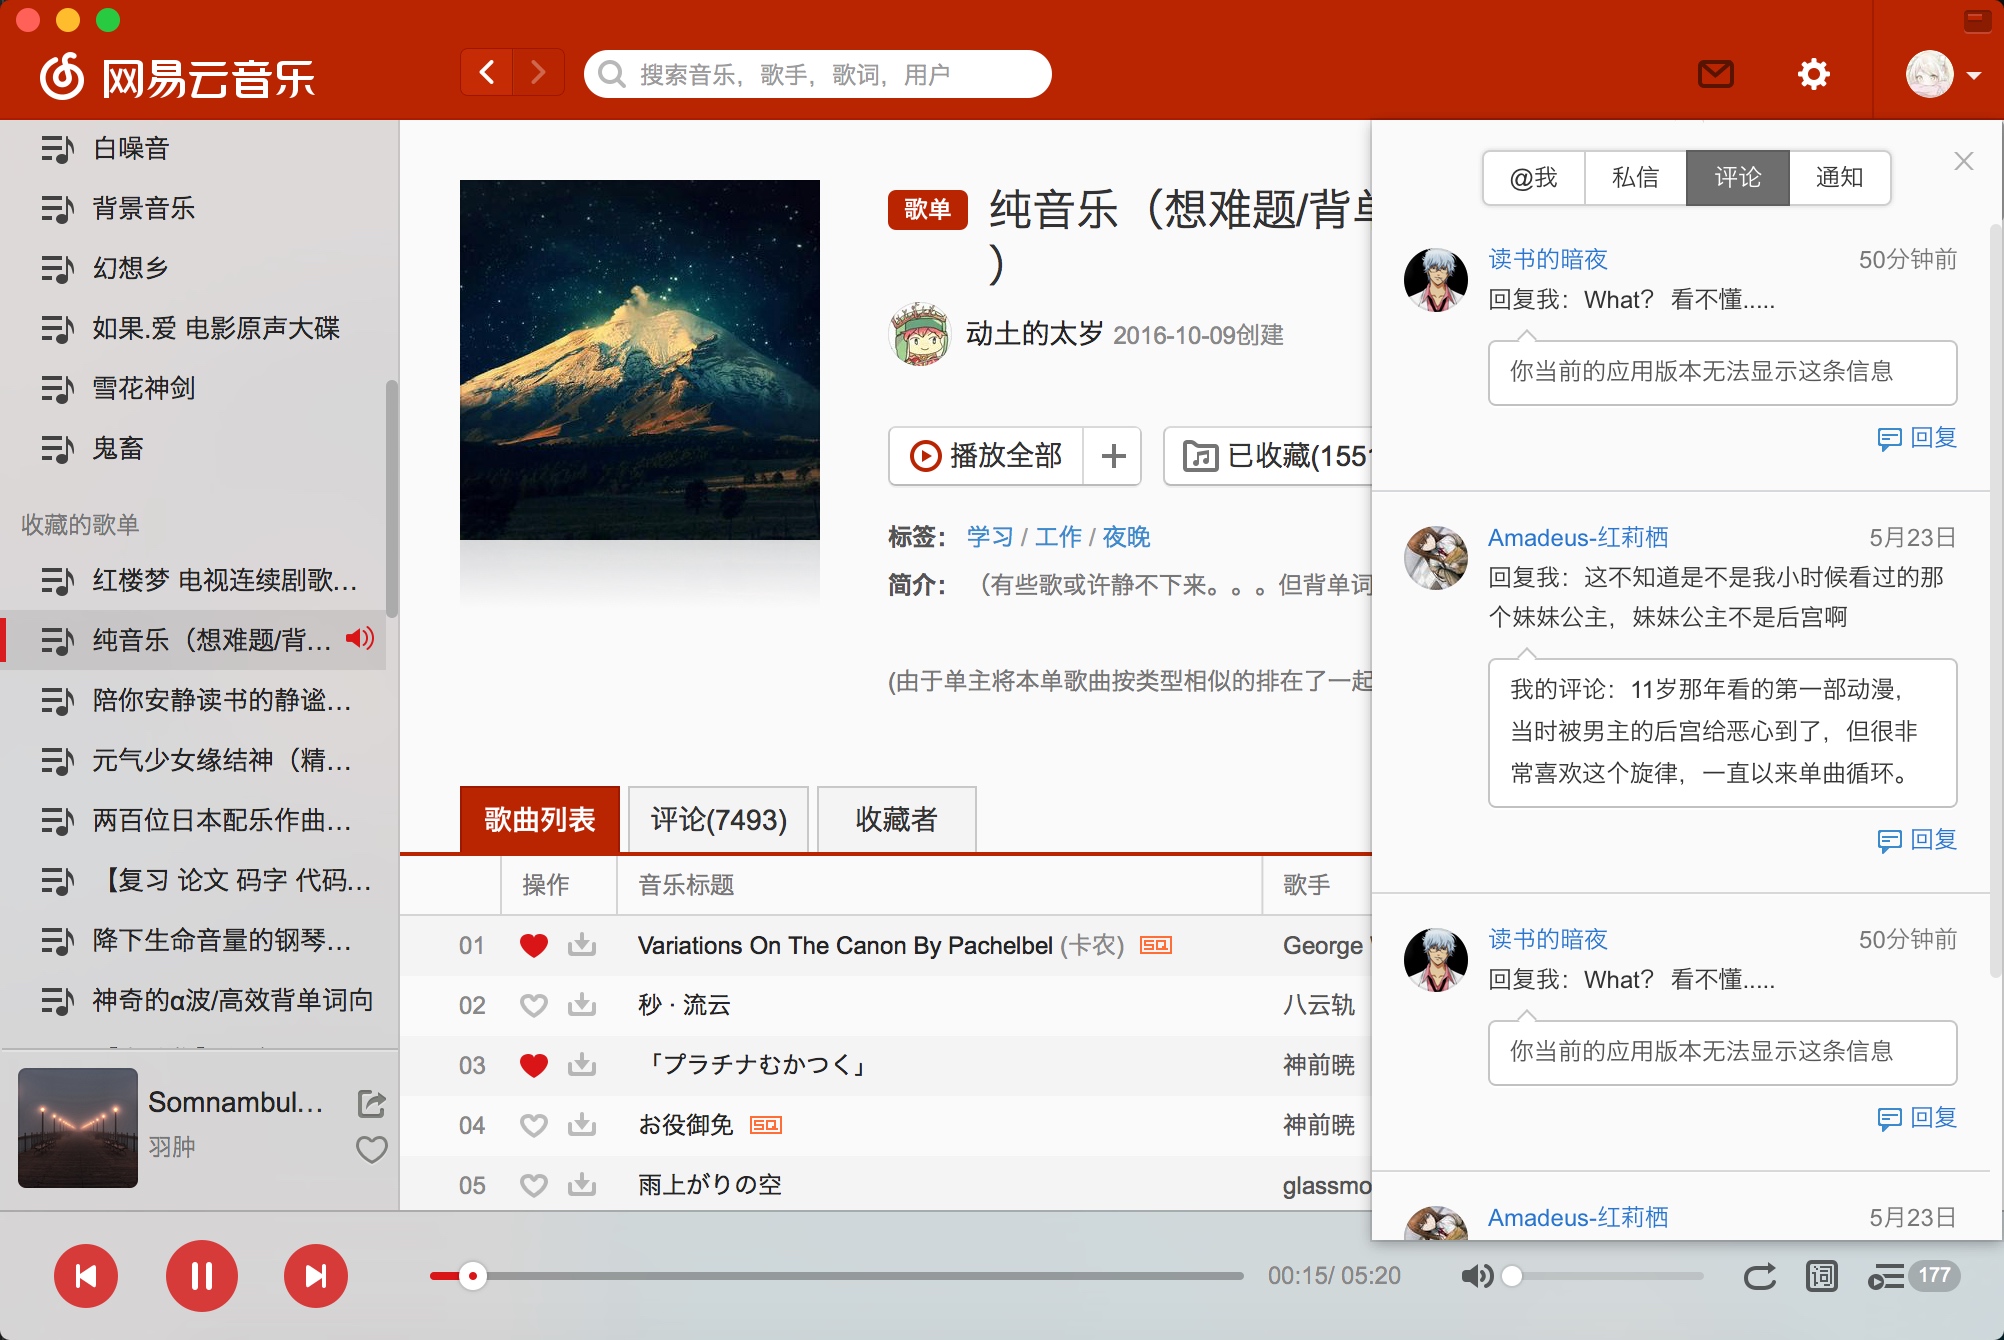 网易云音乐
搜索音乐，歌手，歌词，用户
白噪音
背景音乐
幻想乡
如果.爱 电影原声大碟
雪花神剑
鬼畜
收藏的歌单
红楼梦 电视连续剧歌…
纯音乐（想难题/背…
陪你安静读书的静谧…
元气少女缘结神（精…
两百位日本配乐作曲…
【复习 论文 码字 代码…
降下生命音量的钢琴…
神奇的α波/高效背单词向
Somnambul…
羽肿
歌单
纯音乐（想难题/背单
）
动土的太岁 2016-10-09创建
播放全部
已收藏(1551
标签： 学习 / 工作 / 夜晚
简介： （有些歌或许静不下来。。。但背单词
(由于单主将本单歌曲按类型相似的排在了一起
歌曲列表 评论(7493) 收藏者
操作 音乐标题 歌手
01 Variations On The Canon By Pachelbel (卡农) SQ George
02 秒 · 流云 八云轨
03 「プラチナむかつく」 神前暁
04 お役御免 SQ 神前暁
05 雨上がりの空 glassmo
@我 私信 评论 通知
读书的暗夜 50分钟前
回复我：What？ 看不懂.....
你当前的应用版本无法显示这条信息
回复
Amadeus-红莉栖 5月23日
回复我：这不知道是不是我小时候看过的那
个妹妹公主，妹妹公主不是后宫啊
我的评论：11岁那年看的第一部动漫，
当时被男主的后宫给恶心到了，但很非
常喜欢这个旋律，一直以来单曲循环。
回复
读书的暗夜 50分钟前
回复我：What？ 看不懂.....
你当前的应用版本无法显示这条信息
回复
Amadeus-红莉栖 5月23日
00:15/ 05:20
词
177